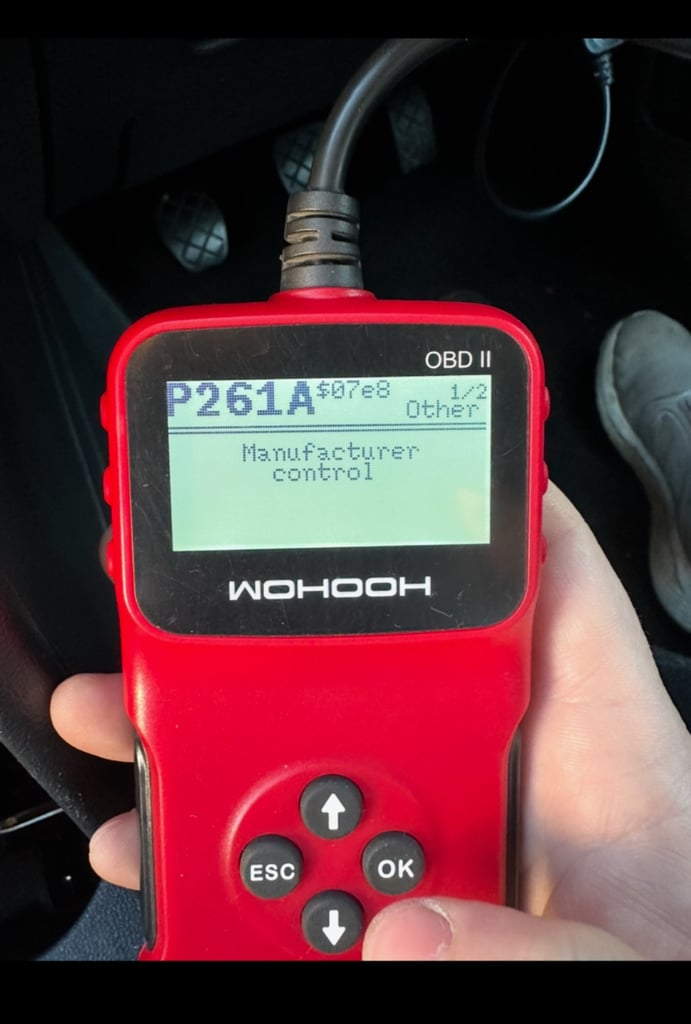 OBD II
P261A $07e8 1/2
Other
Manufacturer
control
WOHOOH
ESC
OK